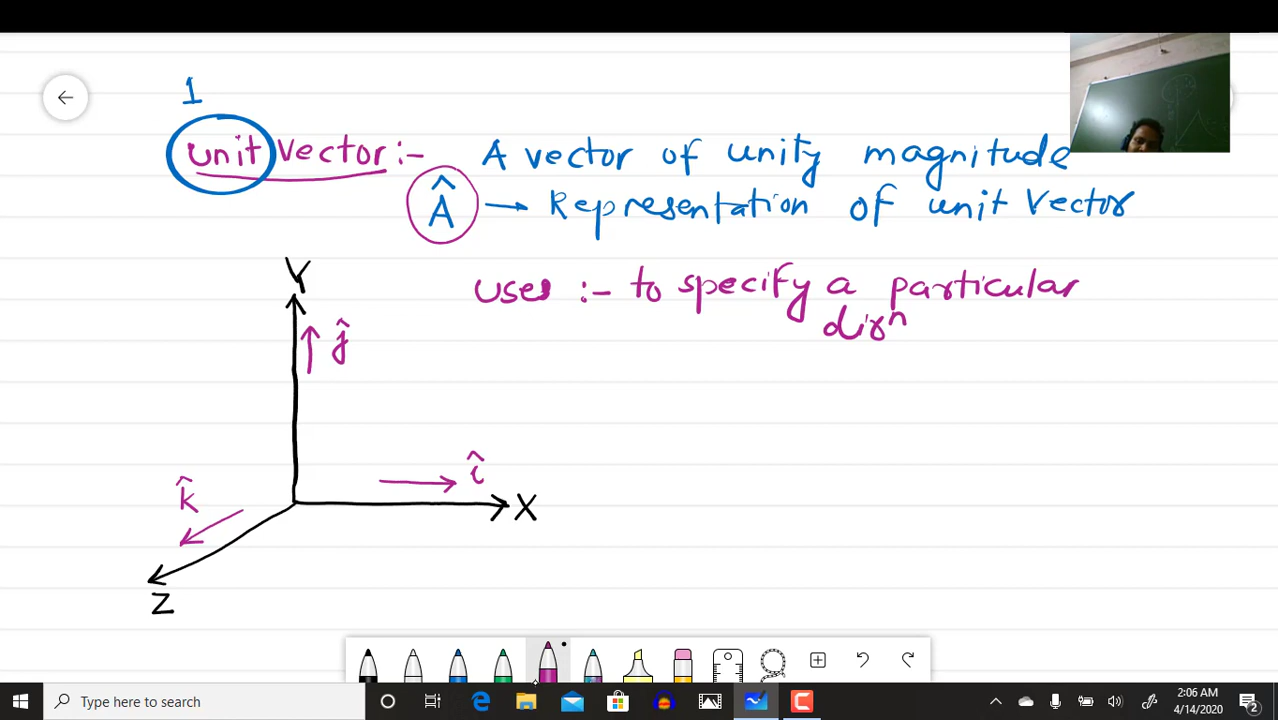 1
Unit Vector :- A vector of unity magnitude
Â → Representation of unit Vector
Y
uses :- to specify a particular
dirⁿ
ĵ
î
k̂
X
Z
Type here to search
2:06 AM
4/14/2020
2